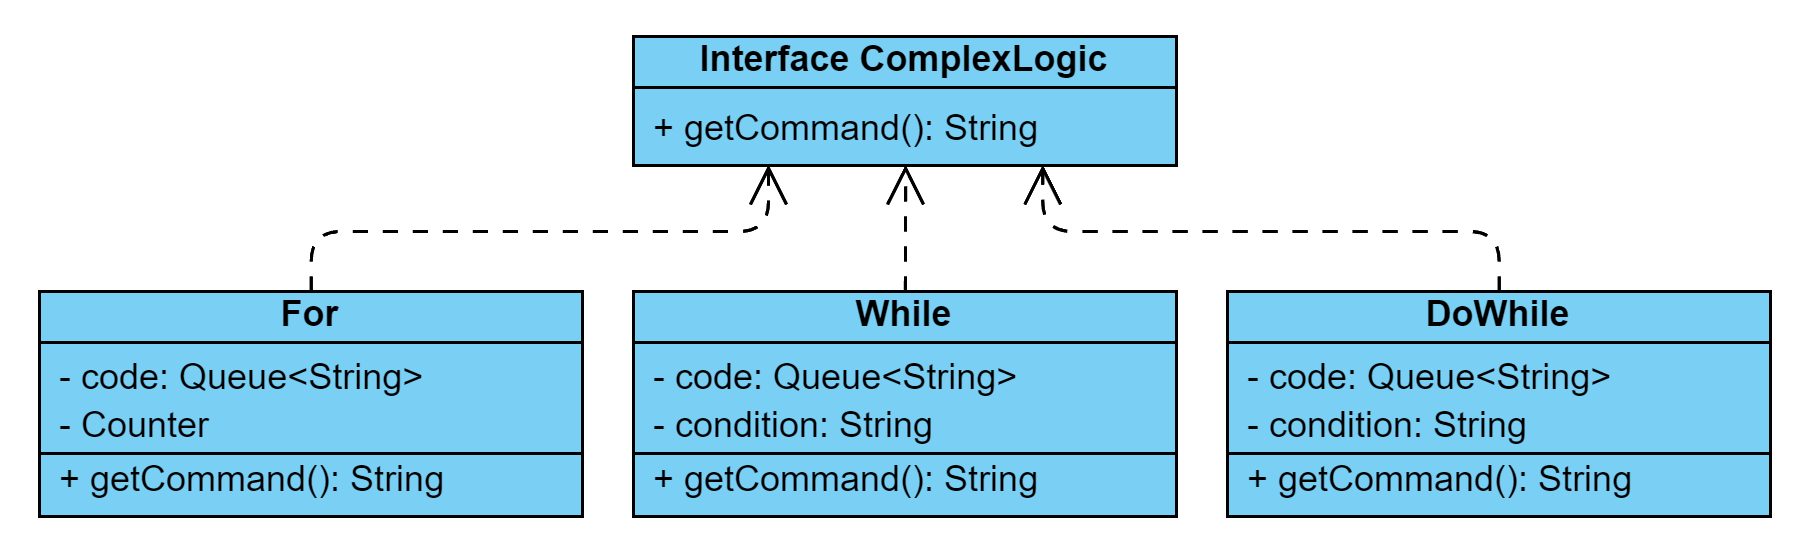 Interface ComplexLogic
+ getCommand(): String
For
- code: Queue<String>
- Counter
+ getCommand(): String
While
- code: Queue<String>
- condition: String
+ getCommand(): String
DoWhile
- code: Queue<String>
- condition: String
+ getCommand(): String